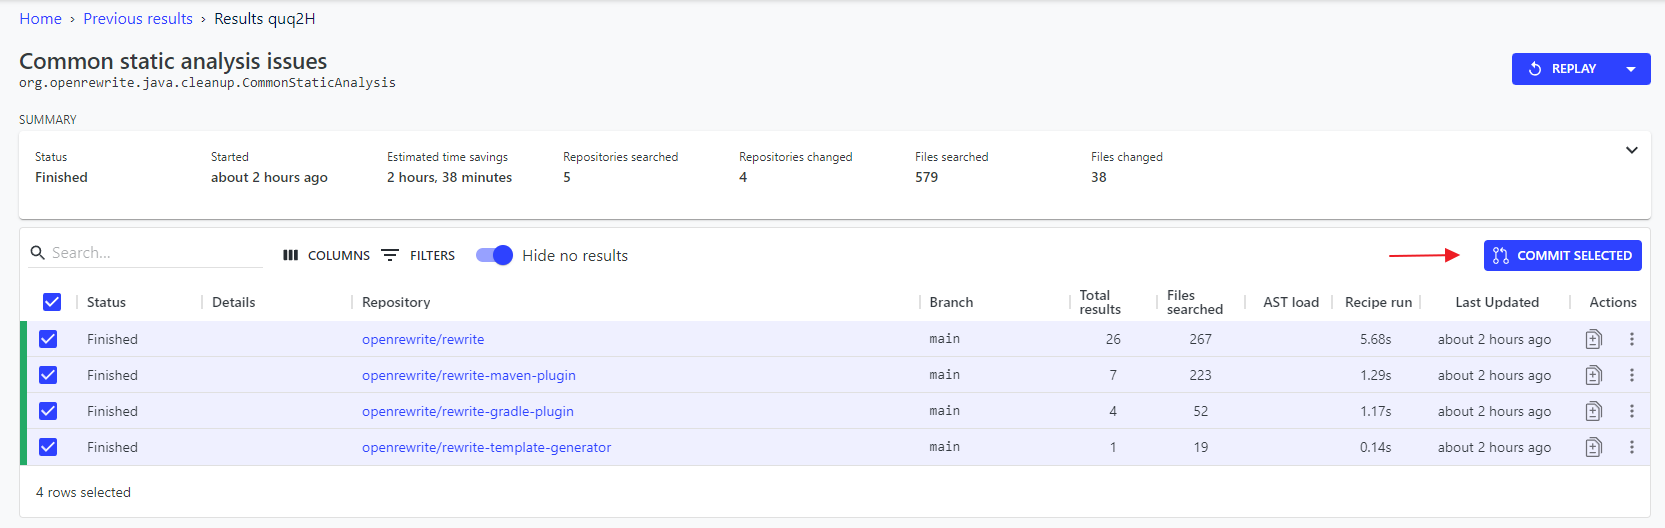 Home › Previous results › Results quq2H
Common static analysis issues
org.openrewrite.java.cleanup.CommonStaticAnalysis
REPLAY
SUMMARY
Status Started Estimated time savings Repositories searched Repositories changed Files searched Files changed
Finished about 2 hours ago 2 hours, 38 minutes 5 4 579 38
Search... COLUMNS FILTERS Hide no results COMMIT SELECTED
Status Details Repository Branch Total results Files searched AST load Recipe run Last Updated Actions
Finished openrewrite/rewrite main 26 267 5.68s about 2 hours ago
Finished openrewrite/rewrite-maven-plugin main 7 223 1.29s about 2 hours ago
Finished openrewrite/rewrite-gradle-plugin main 4 52 1.17s about 2 hours ago
Finished openrewrite/rewrite-template-generator main 1 19 0.14s about 2 hours ago
4 rows selected